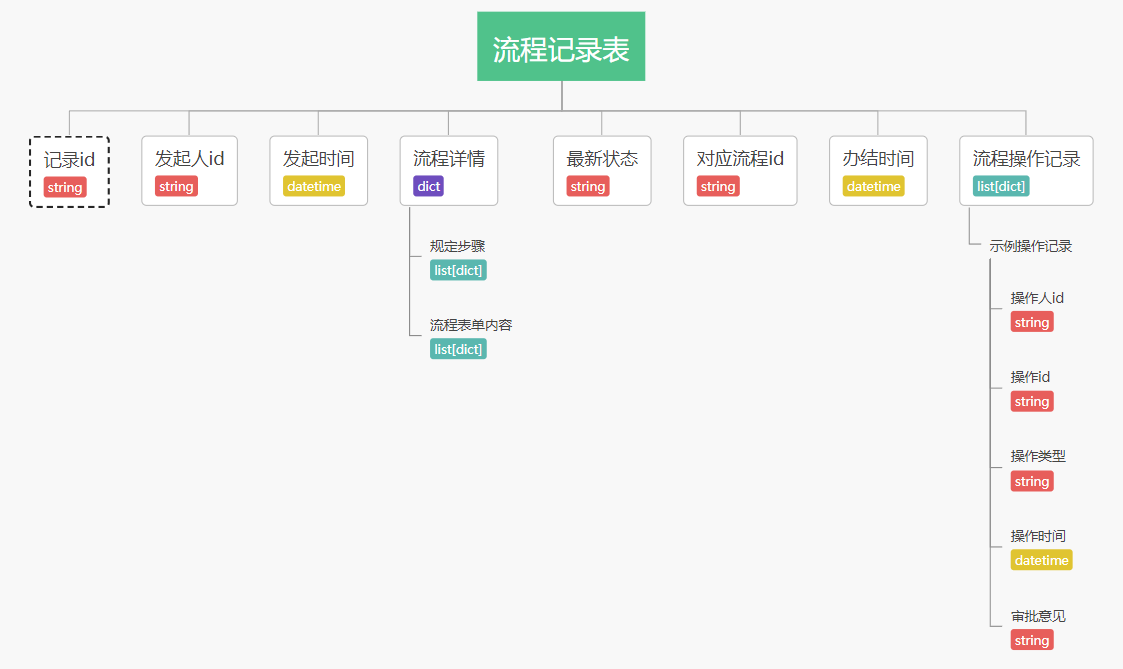 流程记录表
记录id
string
发起人id
string
发起时间
datetime
流程详情
dict
规定步骤
list[dict]
流程表单内容
list[dict]
最新状态
string
对应流程id
string
办结时间
datetime
流程操作记录
list[dict]
示例操作记录
操作人id
string
操作id
string
操作类型
string
操作时间
datetime
审批意见
string